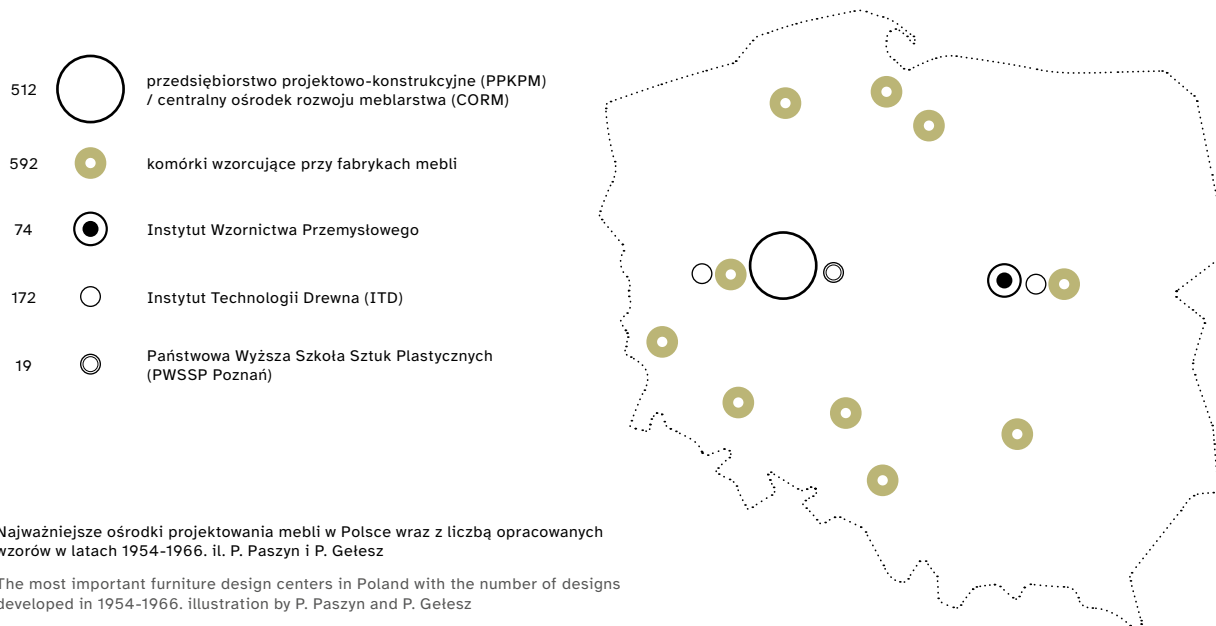 512
przedsiębiorstwo projektowo-konstrukcyjne (PPKPM)
/ centralny ośrodek rozwoju meblarstwa (CORM)
592
komórki wzorcujące przy fabrykach mebli
74
Instytut Wzornictwa Przemysłowego
172
Instytut Technologii Drewna (ITD)
19
Państwowa Wyższa Szkoła Sztuk Plastycznych
(PWSSP Poznań)
Najważniejsze ośrodki projektowania mebli w Polsce wraz z liczbą opracowanych
wzorów w latach 1954-1966. il. P. Paszyn i P. Gełesz
The most important furniture design centers in Poland with the number of designs
developed in 1954-1966. illustration by P. Paszyn and P. Gełesz